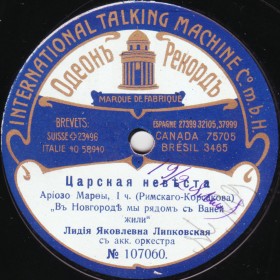 INTERNATIONAL TALKING MACHINE Co. m. b. H.
Одеонъ Рекордъ
MARQUE DE FABRIQUE
BREVETS:
SUISSE 23496
ITALIE 40 58940
ESPAGNE 27398.32105,37999
CANADA 75705
BRÉSIL 3465
Царская невѣста
Аріозо Марѳы, I ч. (Римскаго-Корсакова)
„Въ Новгородѣ мы рядомъ съ Ваней
жили“
Лидія Яковлевна Липковская
съ акк. оркестра
№ 107060.